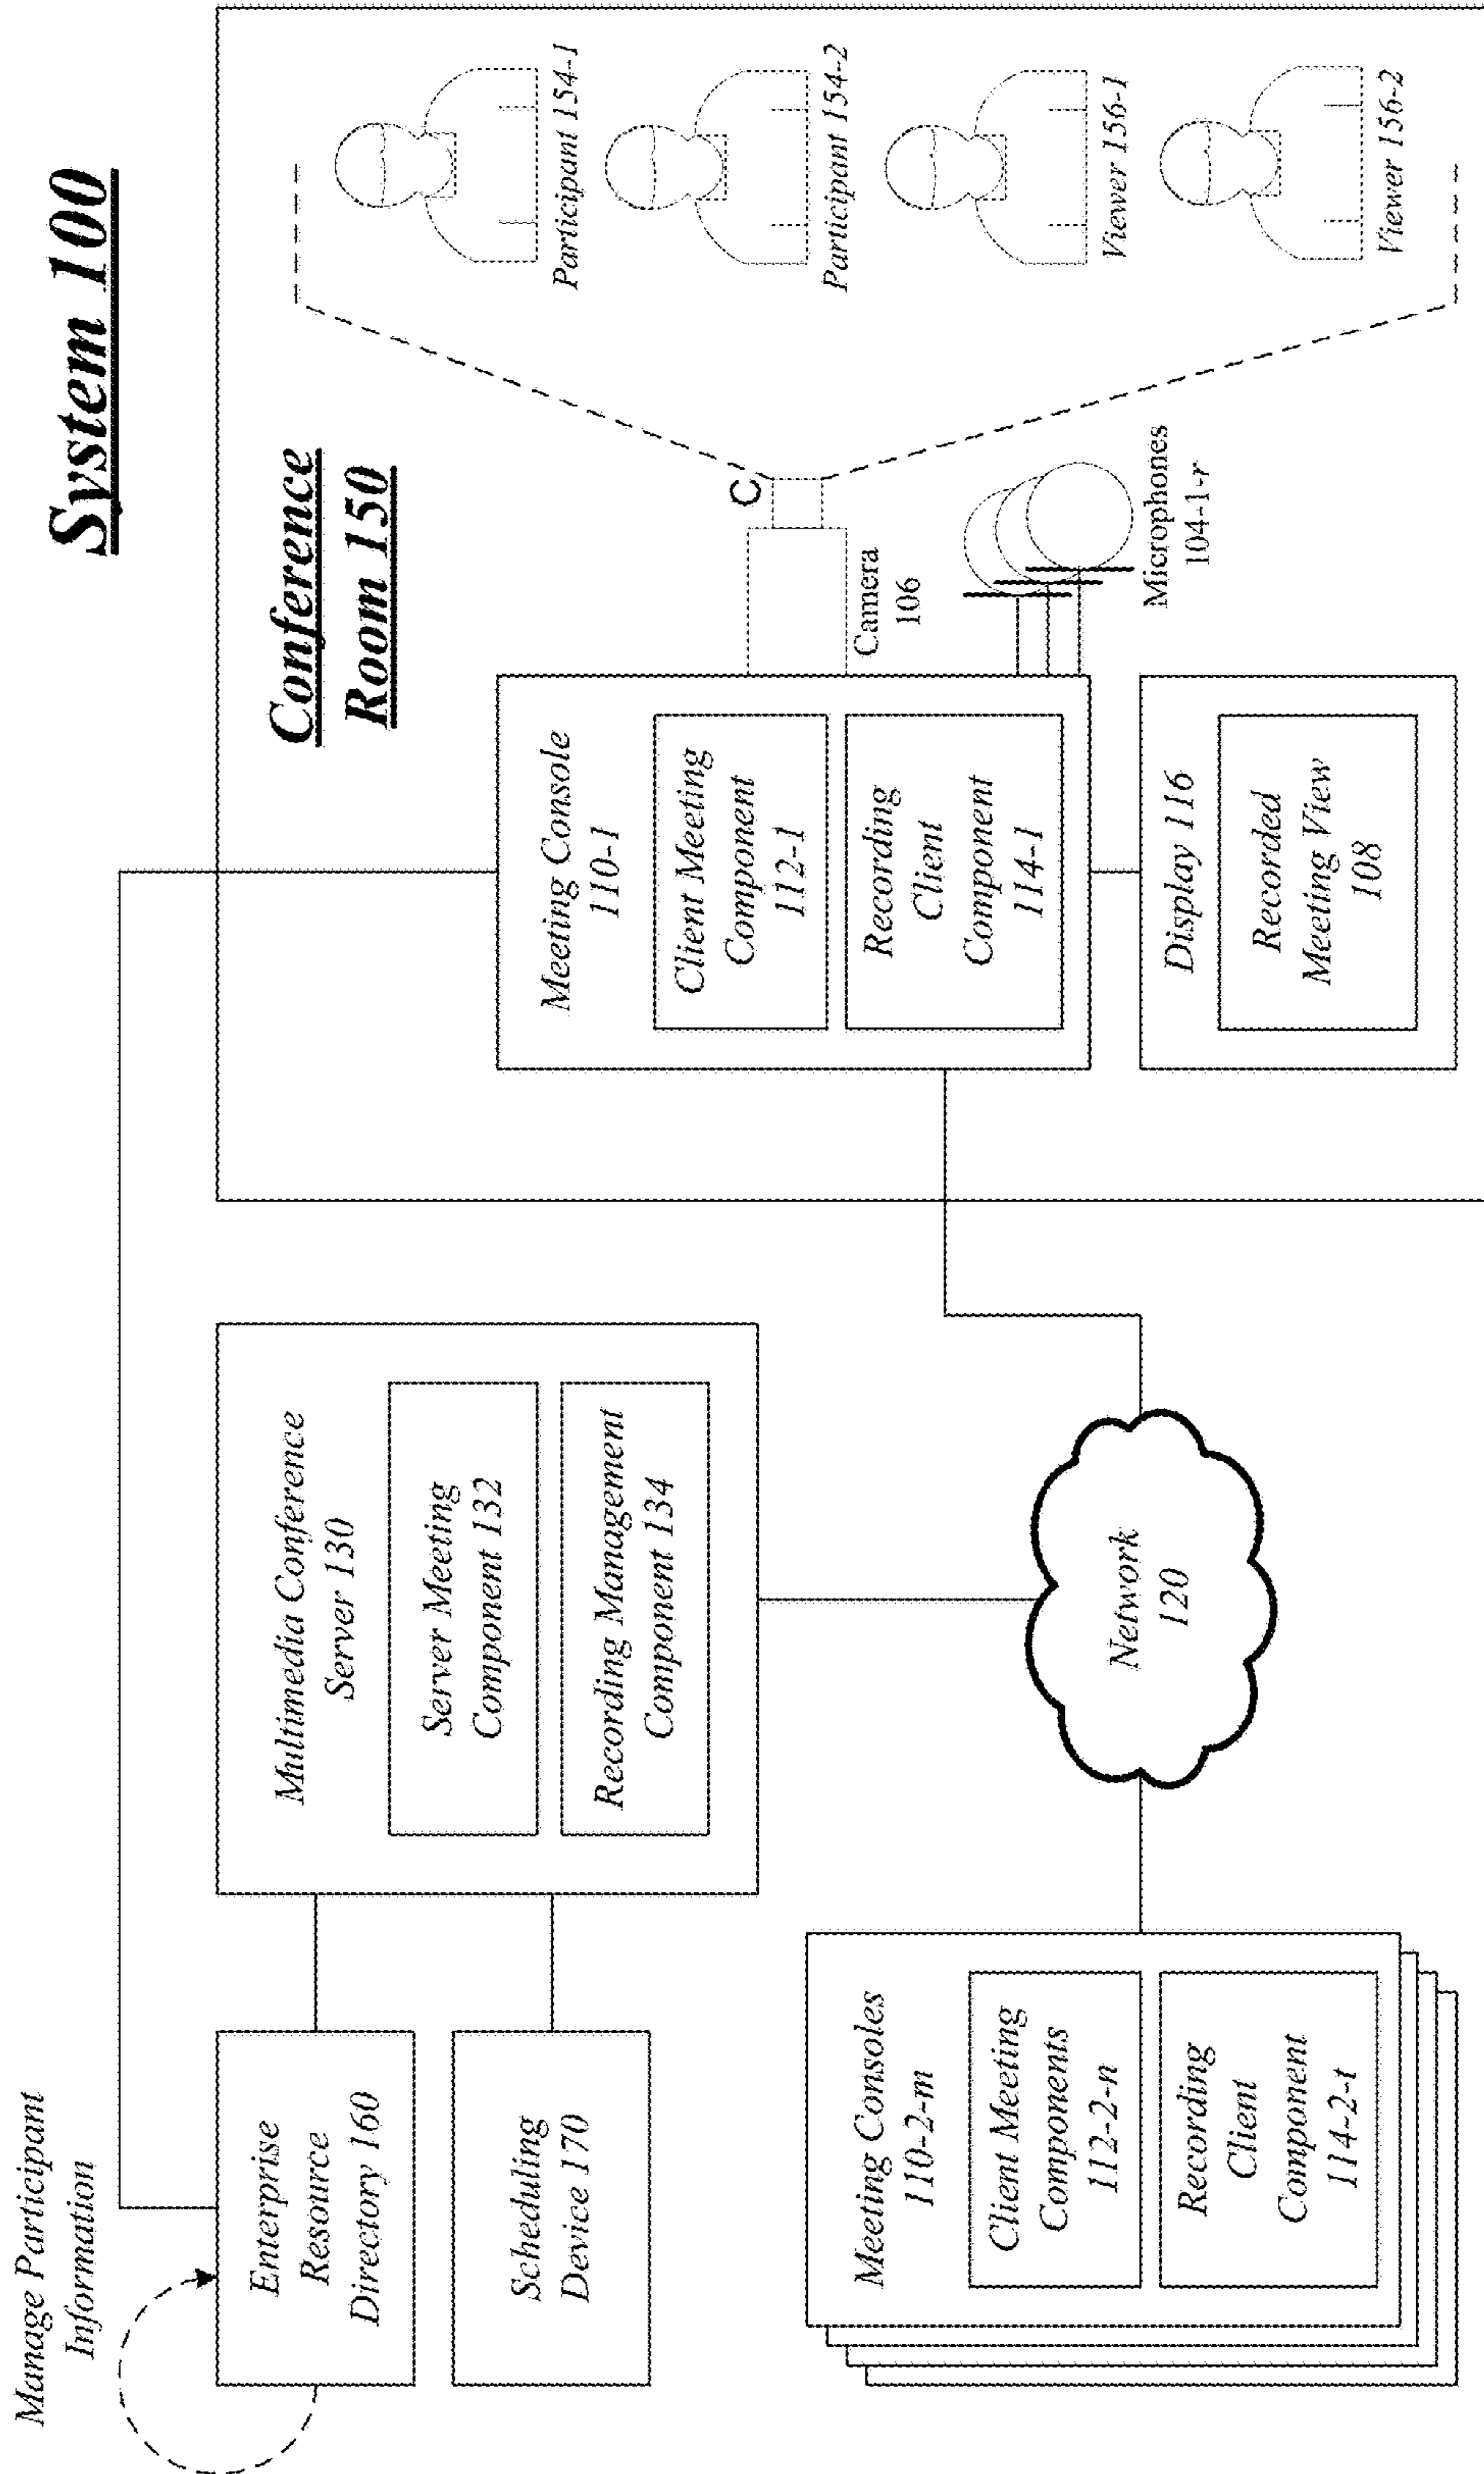 System 100
Manage Participant
Information
Enterprise
Resource
Directory 160
Scheduling
Device 170
Multimedia Conference
Server 130
Server Meeting
Component 132
Recording Management
Component 134
Meeting Consoles
110-2-m
Client Meeting
Components
112-2-n
Recording
Client
Component
114-2-t
Network
120
Conference
Room 150
Meeting Console
110-1
Client Meeting
Component
112-1
Recording
Client
Component
114-1
Display 116
Recorded
Meeting View
108
C
Camera
106
Microphones
104-1-r
Participant 154-1
Participant 154-2
Viewer 156-1
Viewer 156-2